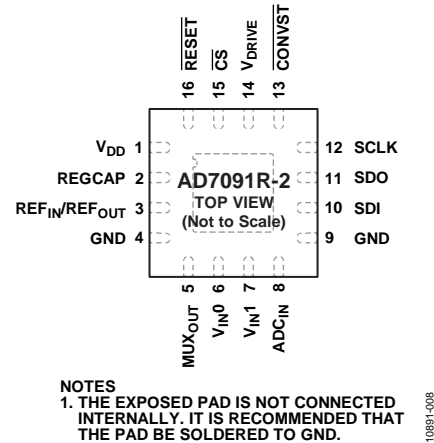 16 RESET
15 CS
14 VDRIVE
13 CONVST
VDD 1
REGCAP 2
REFIN/REFOUT 3
GND 4
AD7091R-2
TOP VIEW
(Not to Scale)
12 SCLK
11 SDO
10 SDI
9 GND
5 MUXOUT
6 VIN0
7 VIN1
8 ADCIN
NOTES
1. THE EXPOSED PAD IS NOT CONNECTED
INTERNALLY. IT IS RECOMMENDED THAT
THE PAD BE SOLDERED TO GND.
10891-008